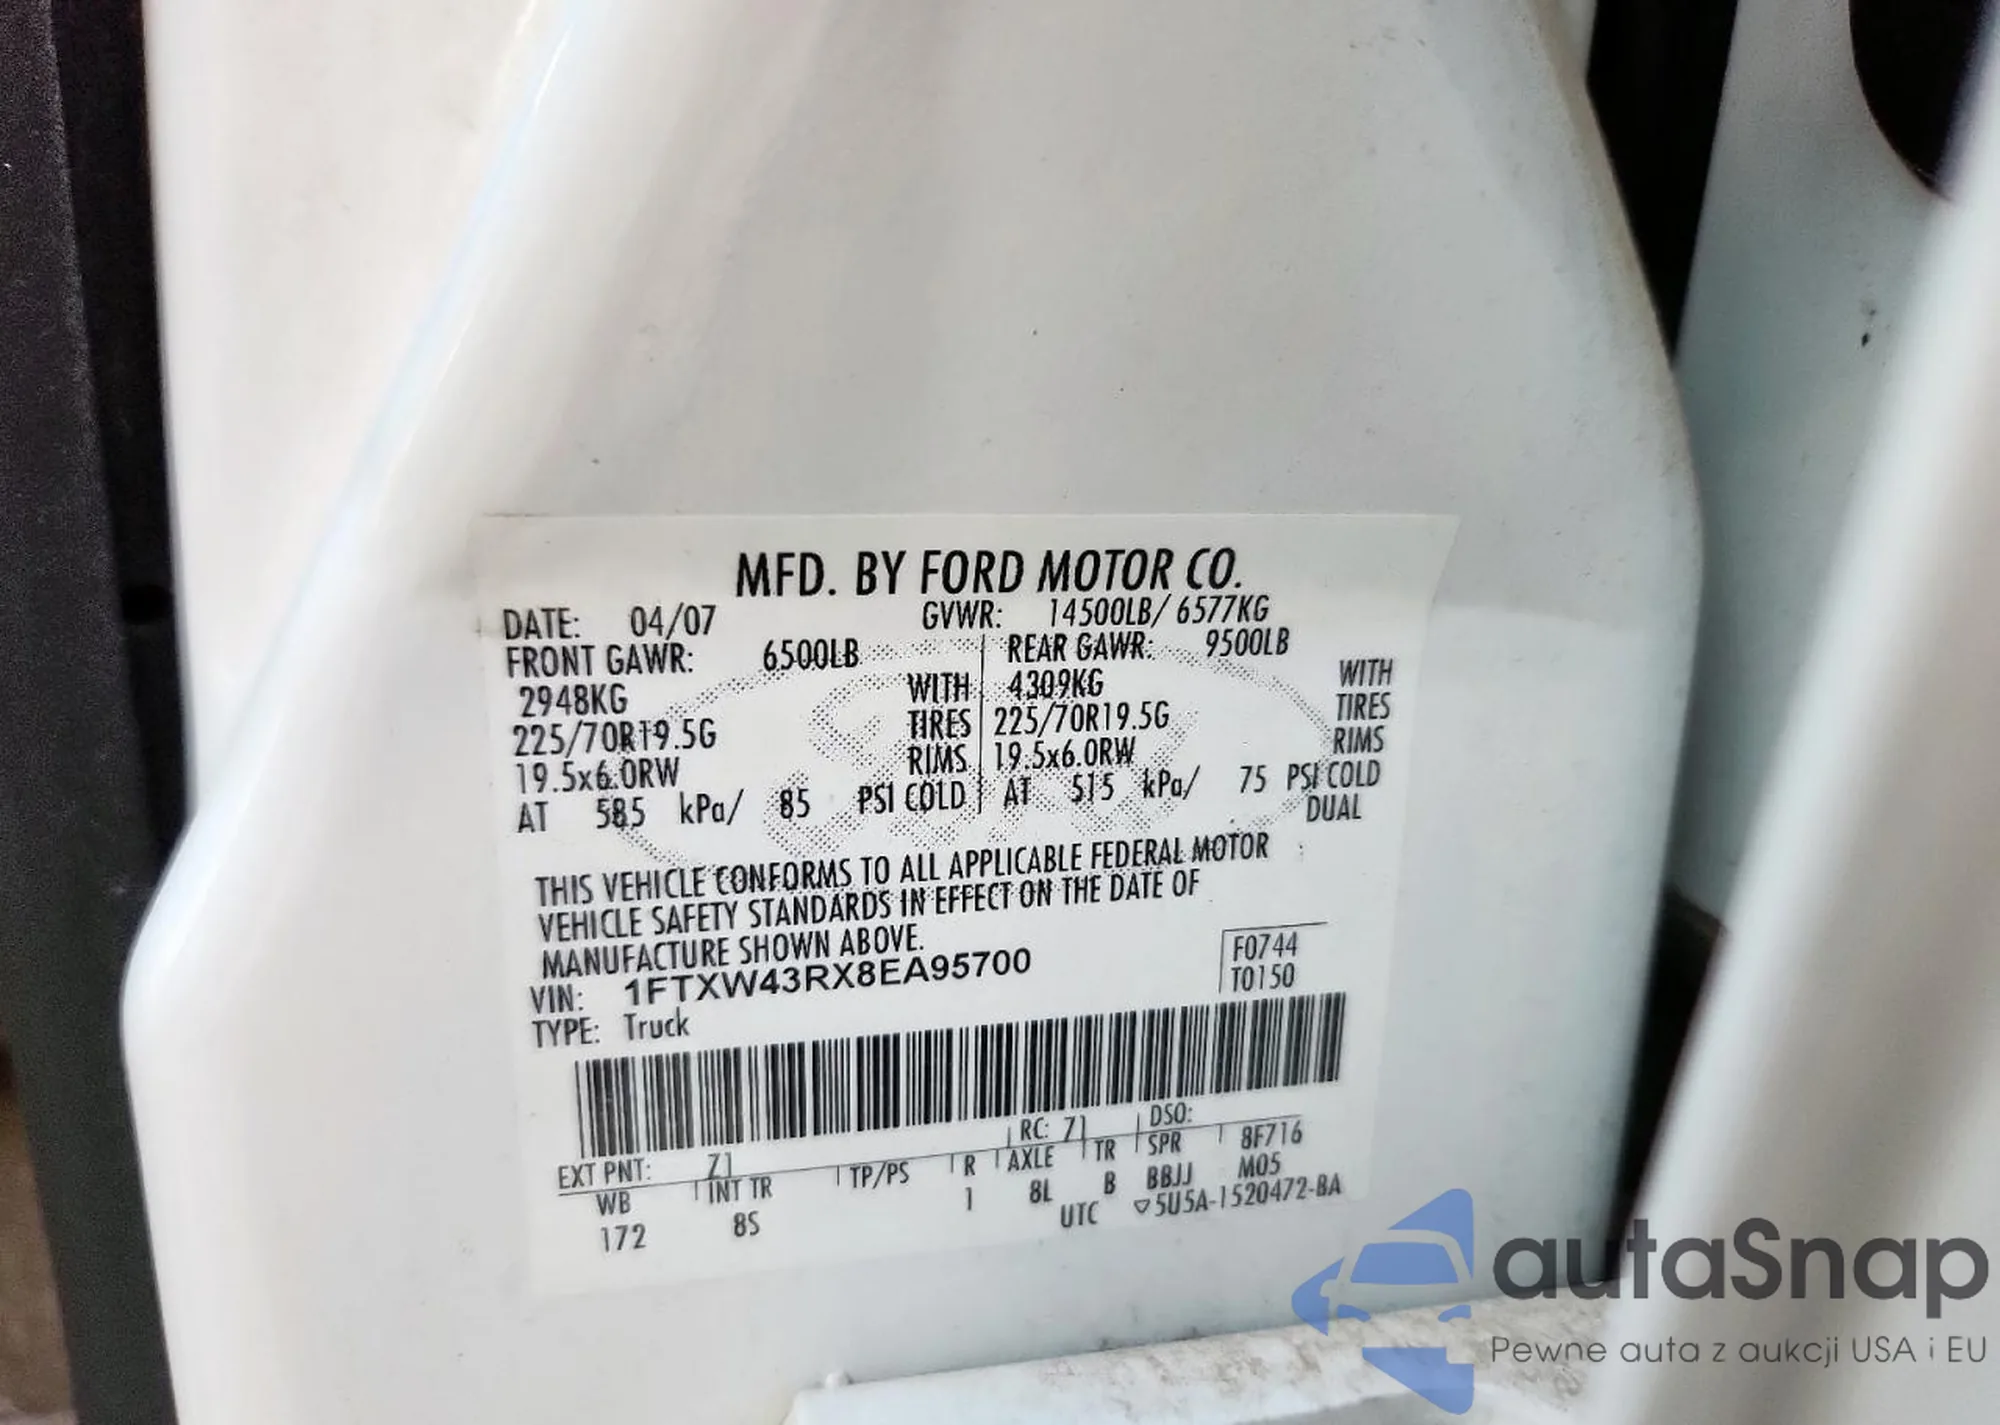 MFD. BY FORD MOTOR CO.
DATE: 04/07 GVWR: 14500LB/ 6577KG
FRONT GAWR: 6500LB REAR GAWR: 9500LB
2948KG WITH 4309KG WITH
225/70R19.5G TIRES 225/70R19.5G TIRES
19.5x6.0RW RIMS 19.5x6.0RW RIMS
AT 585 kPa/ 85 PSI COLD AT 515 kPa/ 75 PSI COLD
DUAL
THIS VEHICLE CONFORMS TO ALL APPLICABLE FEDERAL MOTOR
VEHICLE SAFETY STANDARDS IN EFFECT ON THE DATE OF
MANUFACTURE SHOWN ABOVE.
F0744
VIN: 1FTXW43RX8EA95700
T0150
TYPE: Truck
EXT PNT: Z1 RC: 71 DSO:
WB INT TR TP/PS R AXLE TR SPR 8F716
172 8S 1 8L B BBJJ M05
UTC ▽5U5A-1520472-BA
autaSnap
Pewne auta z aukcji USA i EU